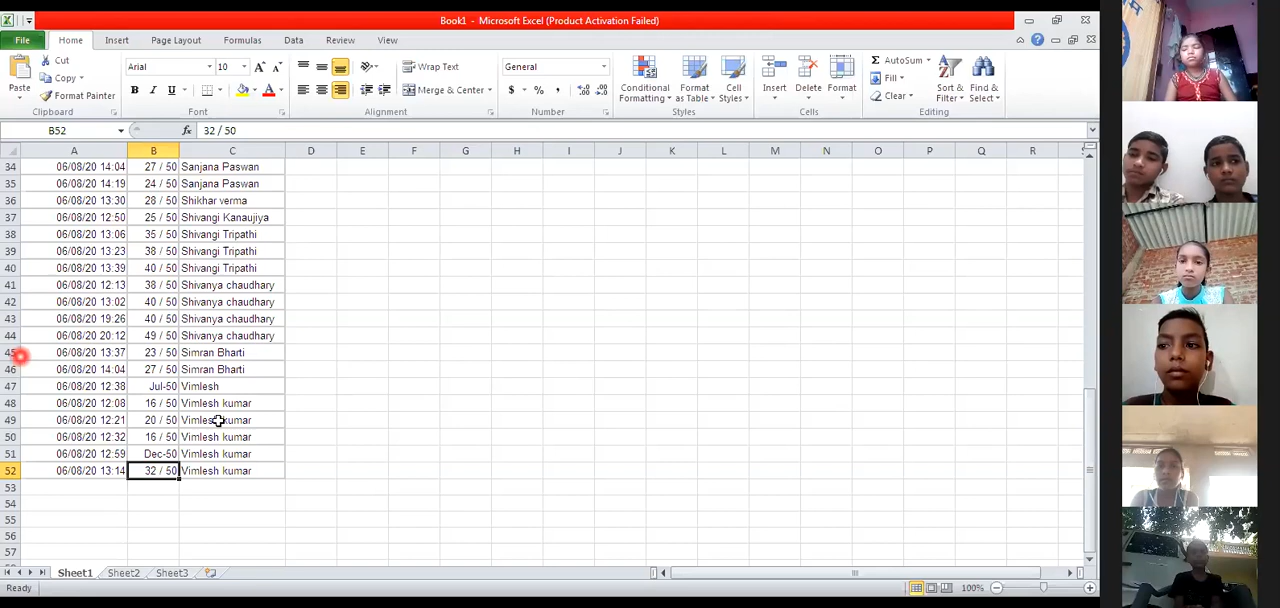 Book1 - Microsoft Excel (Product Activation Failed)
File Home Insert Page Layout Formulas Data Review View
Paste
Cut
Copy
Format Painter
Clipboard
Arial 10
B I U
Font
Wrap Text
Merge & Center
Alignment
General
$ % ,
Number
Conditional Formatting
Format as Table
Cell Styles
Styles
Insert
Delete
Format
Cells
AutoSum
Fill
Clear
Sort & Filter
Find & Select
Editing
B52 fx 32 / 50
A B C D E F G H I J K L M N O P Q R
34 06/08/20 14:04 27 / 50 Sanjana Paswan
35 06/08/20 14:19 24 / 50 Sanjana Paswan
36 06/08/20 13:30 28 / 50 Shikhar verma
37 06/08/20 12:50 25 / 50 Shivangi Kanaujiya
38 06/08/20 13:06 35 / 50 Shivangi Tripathi
39 06/08/20 13:23 38 / 50 Shivangi Tripathi
40 06/08/20 13:39 40 / 50 Shivangi Tripathi
41 06/08/20 12:13 38 / 50 Shivanya chaudhary
42 06/08/20 13:02 40 / 50 Shivanya chaudhary
43 06/08/20 19:26 40 / 50 Shivanya chaudhary
44 06/08/20 20:12 49 / 50 Shivanya chaudhary
45 06/08/20 13:37 23 / 50 Simran Bharti
46 06/08/20 14:04 27 / 50 Simran Bharti
47 06/08/20 12:38 Jul-50 Vimlesh
48 06/08/20 12:08 16 / 50 Vimlesh kumar
49 06/08/20 12:21 20 / 50 Vimlesh kumar
50 06/08/20 12:32 16 / 50 Vimlesh kumar
51 06/08/20 12:59 Dec-50 Vimlesh kumar
52 06/08/20 13:14 32 / 50 Vimlesh kumar
53
54
55
56
57
Sheet1 Sheet2 Sheet3
Ready 100%